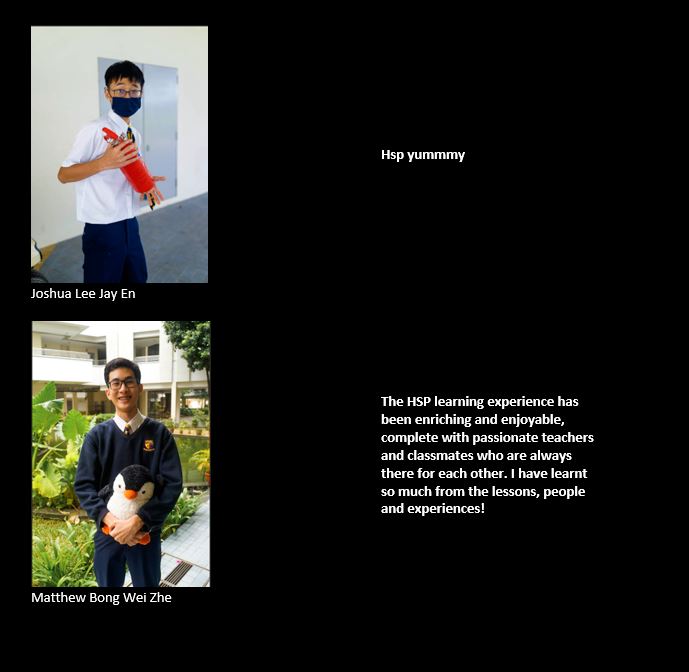 Hsp yummmy
Joshua Lee Jay En
The HSP learning experience has
been enriching and enjoyable,
complete with passionate teachers
and classmates who are always
there for each other. I have learnt
so much from the lessons, people
and experiences!
Matthew Bong Wei Zhe